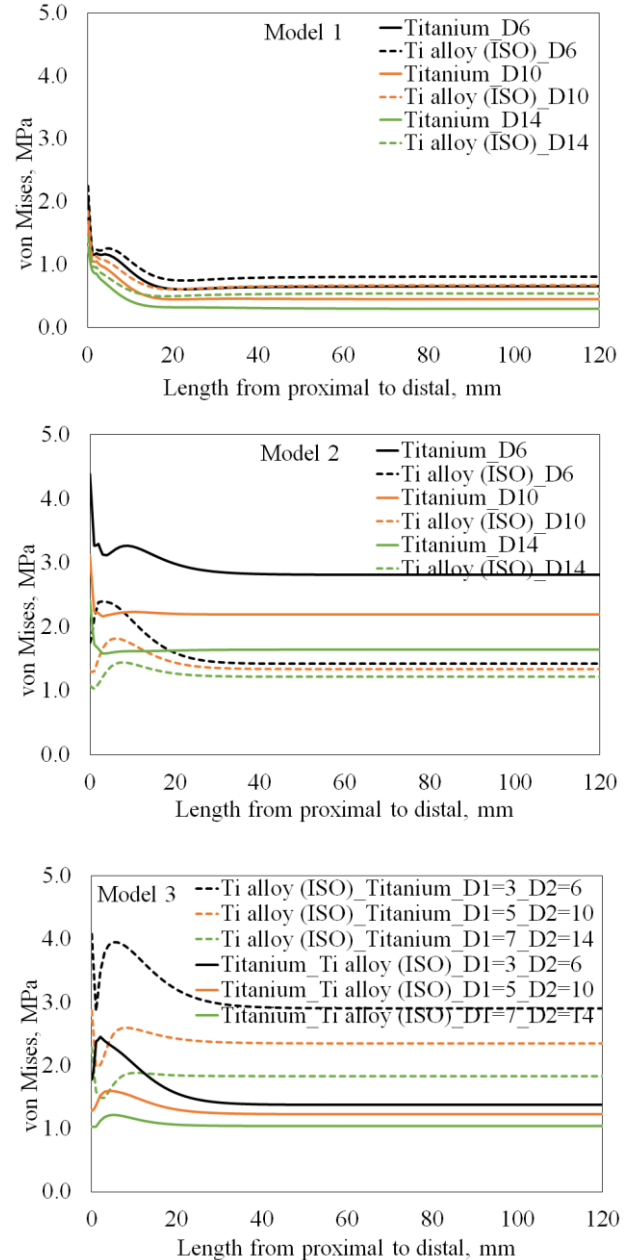 Model 1
Titanium_D6
Ti alloy (ISO)_D6
Titanium_D10
Ti alloy (ISO)_D10
Titanium_D14
Ti alloy (ISO)_D14
von Mises, MPa
5.0
4.0
3.0
2.0
1.0
0.0
0 20 40 60 80 100 120
Length from proximal to distal, mm
Model 2
Titanium_D6
Ti alloy (ISO)_D6
Titanium_D10
Ti alloy (ISO)_D10
Titanium_D14
Ti alloy (ISO)_D14
von Mises, MPa
5.0
4.0
3.0
2.0
1.0
0.0
0 20 40 60 80 100 120
Length from proximal to distal, mm
Model 3
Ti alloy (ISO)_Titanium_D1=3_D2=6
Ti alloy (ISO)_Titanium_D1=5_D2=10
Ti alloy (ISO)_Titanium_D1=7_D2=14
Titanium_Ti alloy (ISO)_D1=3_D2=6
Titanium_Ti alloy (ISO)_D1=5_D2=10
Titanium_Ti alloy (ISO)_D1=7_D2=14
von Mises, MPa
5.0
4.0
3.0
2.0
1.0
0.0
0 20 40 60 80 100 120
Length from proximal to distal, mm